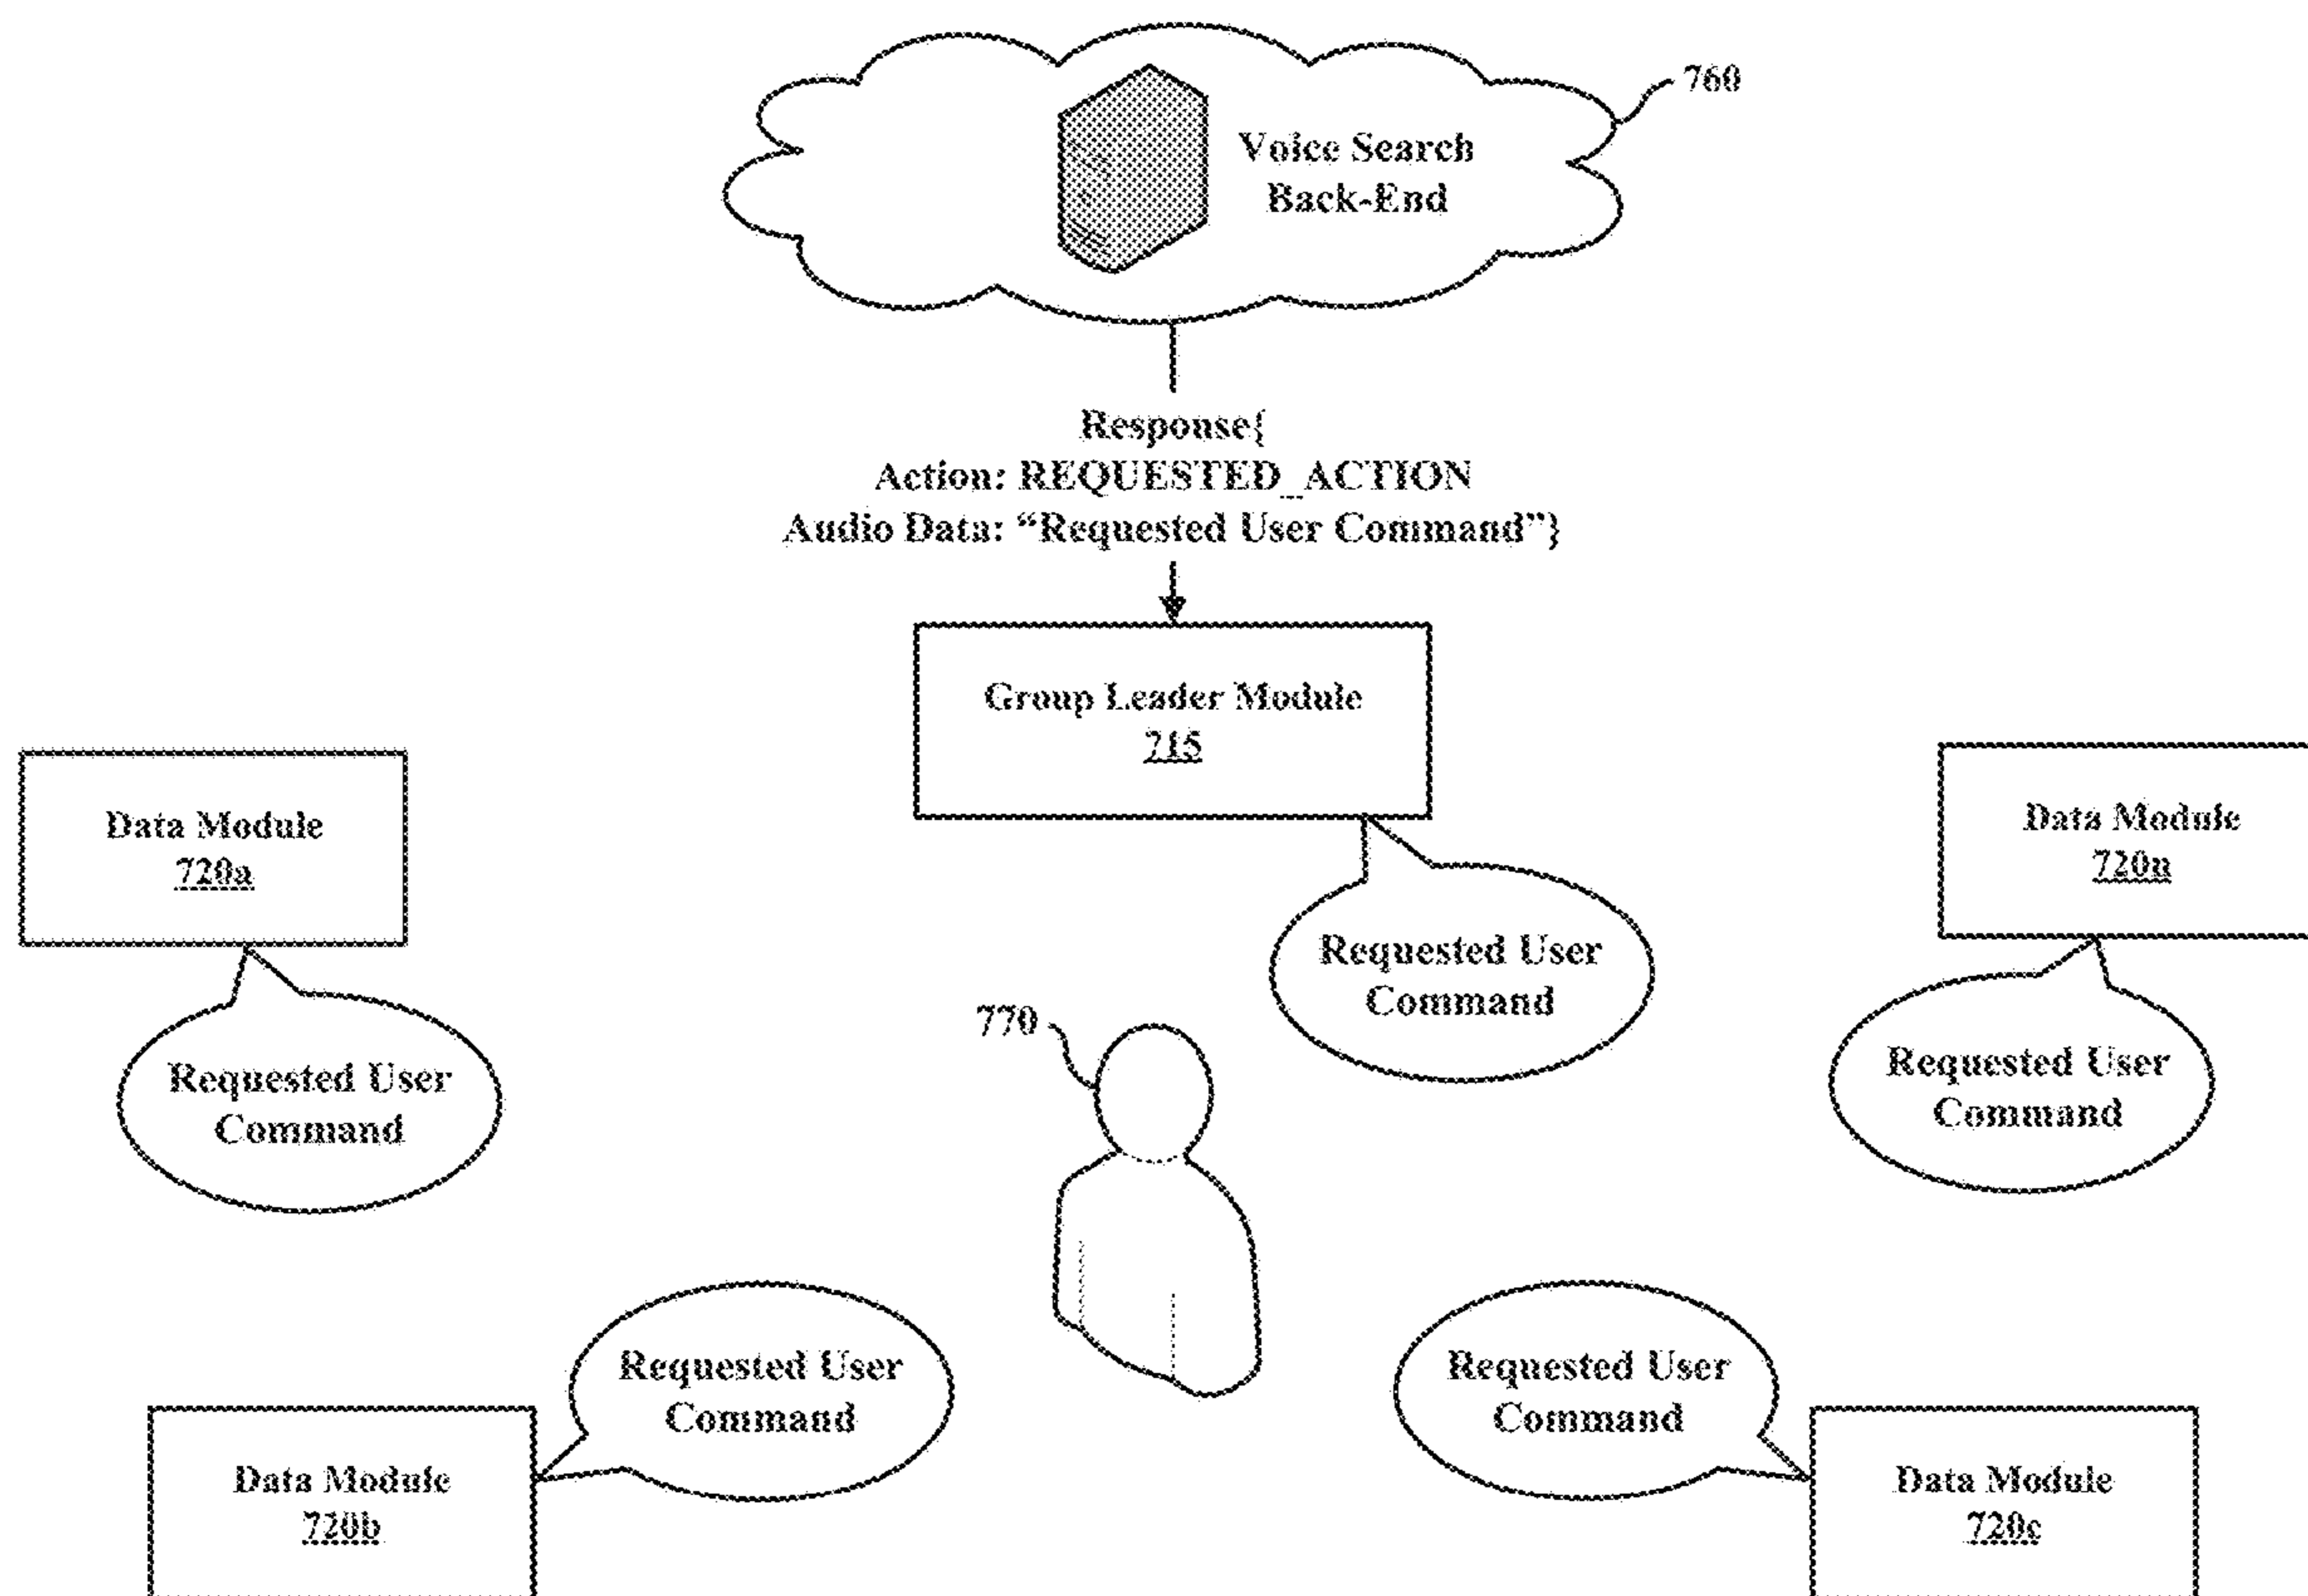 760
Voice Search
Back-End
Response{
Action: REQUESTED_ACTION
Audio Data: “Requested User Command”}
Group Leader Module
715
Data Module
720a
Data Module
720n
Requested User
Command
770
Requested User
Command
Requested User
Command
Requested User
Command
Requested User
Command
Data Module
720b
Data Module
720c